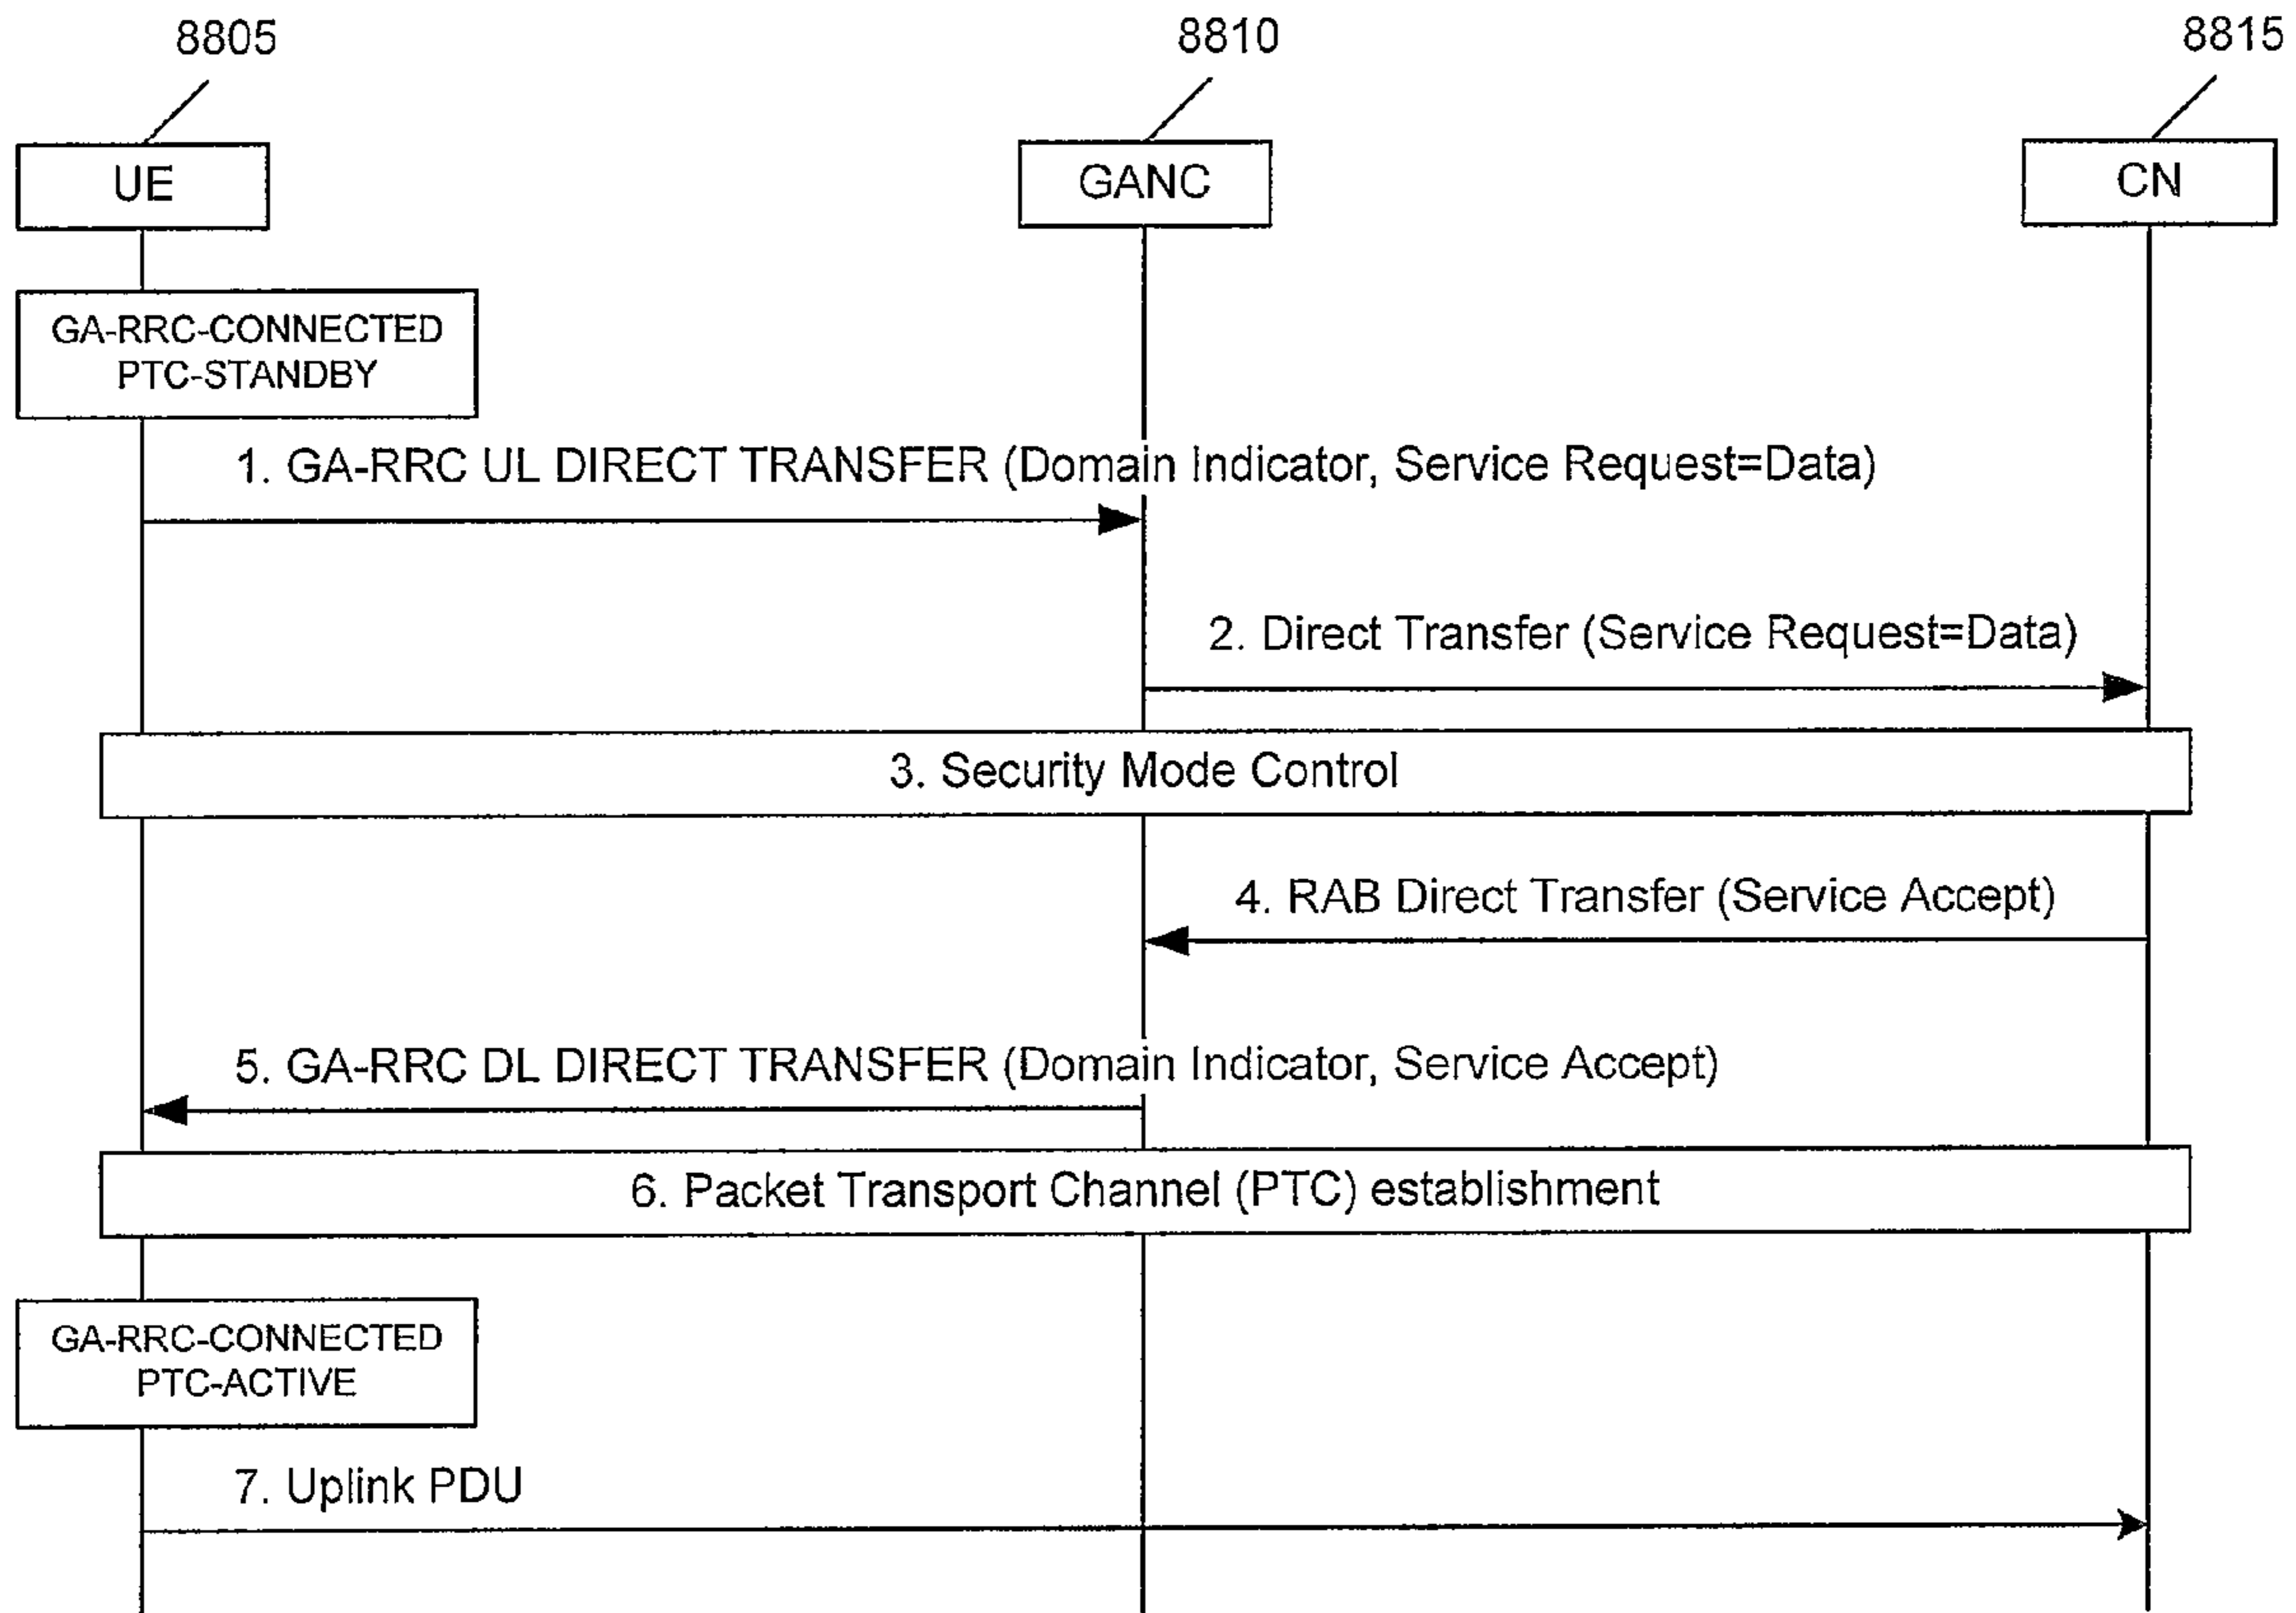 8805
8810
8815
UE
GANC
CN
GA-RRC-CONNECTED
PTC-STANDBY
1. GA-RRC UL DIRECT TRANSFER (Domain Indicator, Service Request=Data)
2. Direct Transfer (Service Request=Data)
3. Security Mode Control
4. RAB Direct Transfer (Service Accept)
5. GA-RRC DL DIRECT TRANSFER (Domain Indicator, Service Accept)
6. Packet Transport Channel (PTC) establishment
GA-RRC-CONNECTED
PTC-ACTIVE
7. Uplink PDU